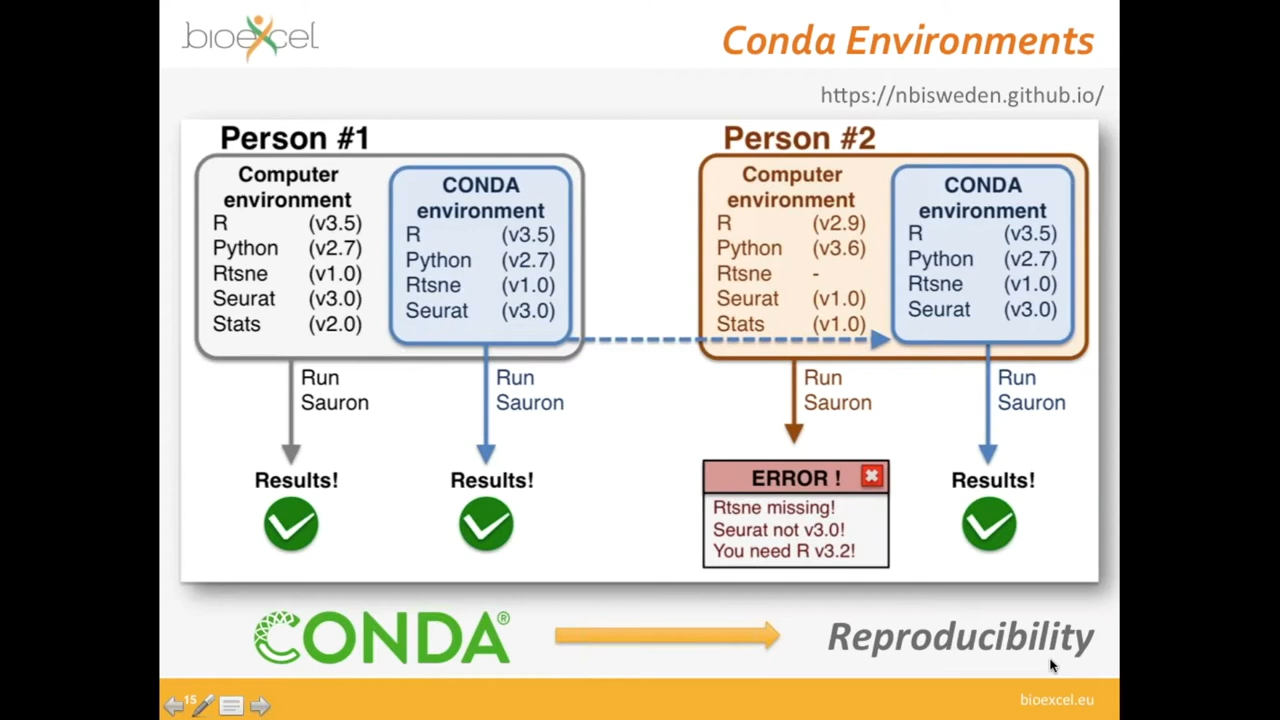 bioexcel
Conda Environments
https://nbisweden.github.io/
Person #1
Computer
environment
R (v3.5)
Python (v2.7)
Rtsne (v1.0)
Seurat (v3.0)
Stats (v2.0)
CONDA
environment
R (v3.5)
Python (v2.7)
Rtsne (v1.0)
Seurat (v3.0)
Run
Sauron
Run
Sauron
Results!
Results!
Person #2
Computer
environment
R (v2.9)
Python (v3.6)
Rtsne -
Seurat (v1.0)
Stats (v1.0)
CONDA
environment
R (v3.5)
Python (v2.7)
Rtsne (v1.0)
Seurat (v3.0)
Run
Sauron
Run
Sauron
ERROR !
Rtsne missing!
Seurat not v3.0!
You need R v3.2!
Results!
CONDA®
Reproducibility
15
bioexcel.eu